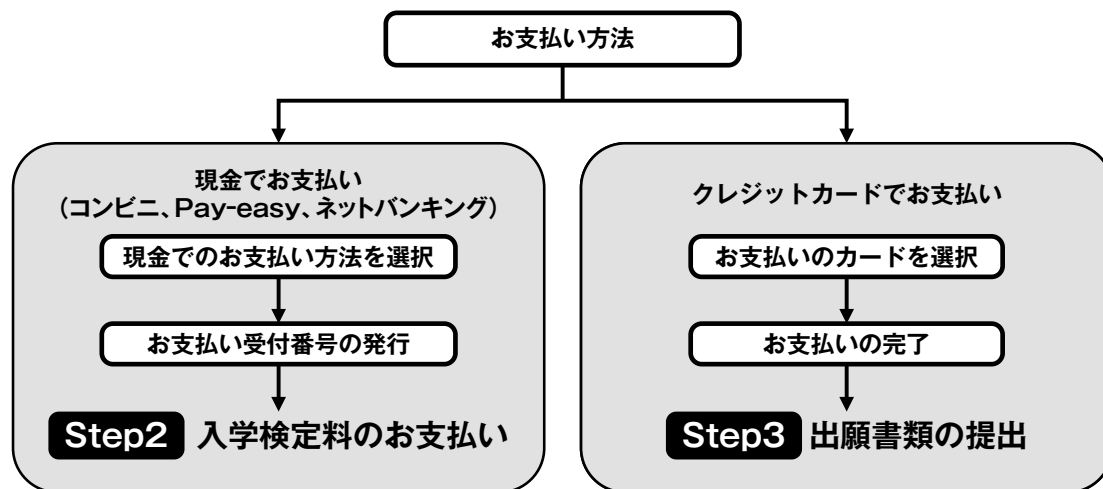 お支払い方法
現金でお支払い
（コンビニ、Pay-easy、ネットバンキング）
現金でのお支払い方法を選択
お支払い受付番号の発行
Step2 入学検定料のお支払い
クレジットカードでお支払い
お支払いのカードを選択
お支払いの完了
Step3 出願書類の提出